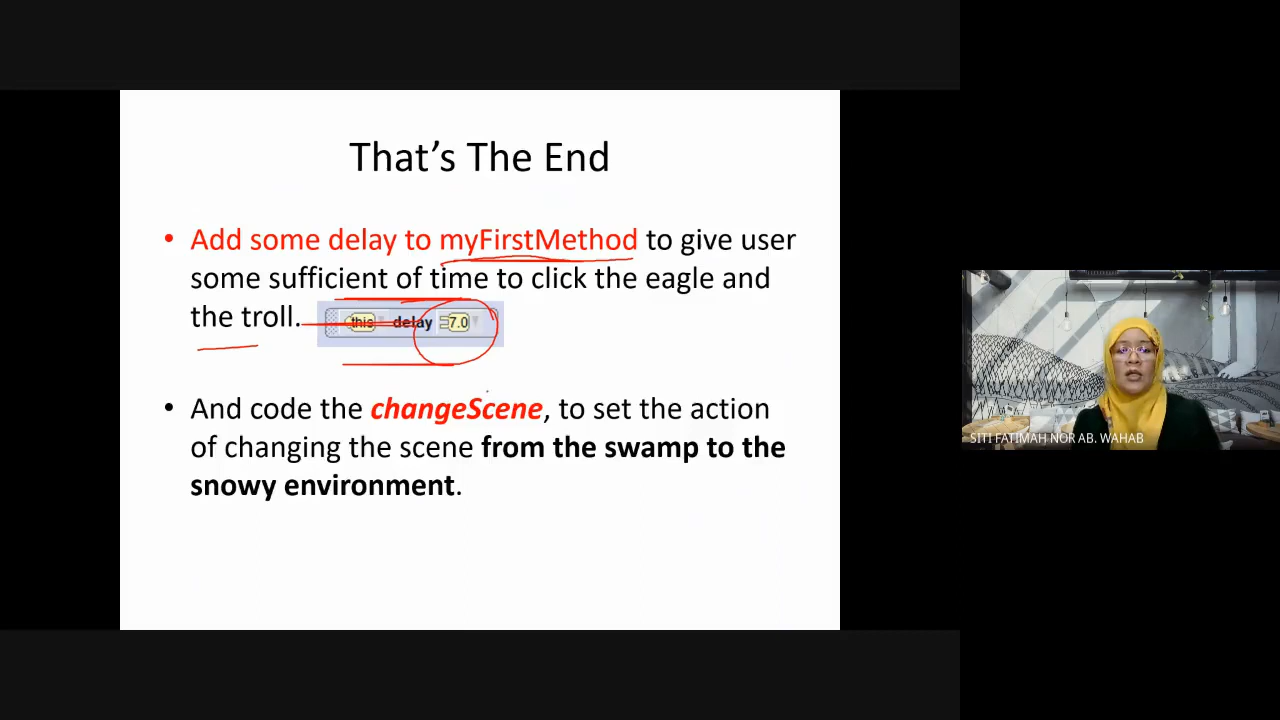 That’s The End
• Add some delay to myFirstMethod to give user
some sufficient of time to click the eagle and
the troll.
this delay 7.0
• And code the changeScene, to set the action
of changing the scene from the swamp to the
snowy environment.
SITI FATIMAH NOR AB. WAHAB